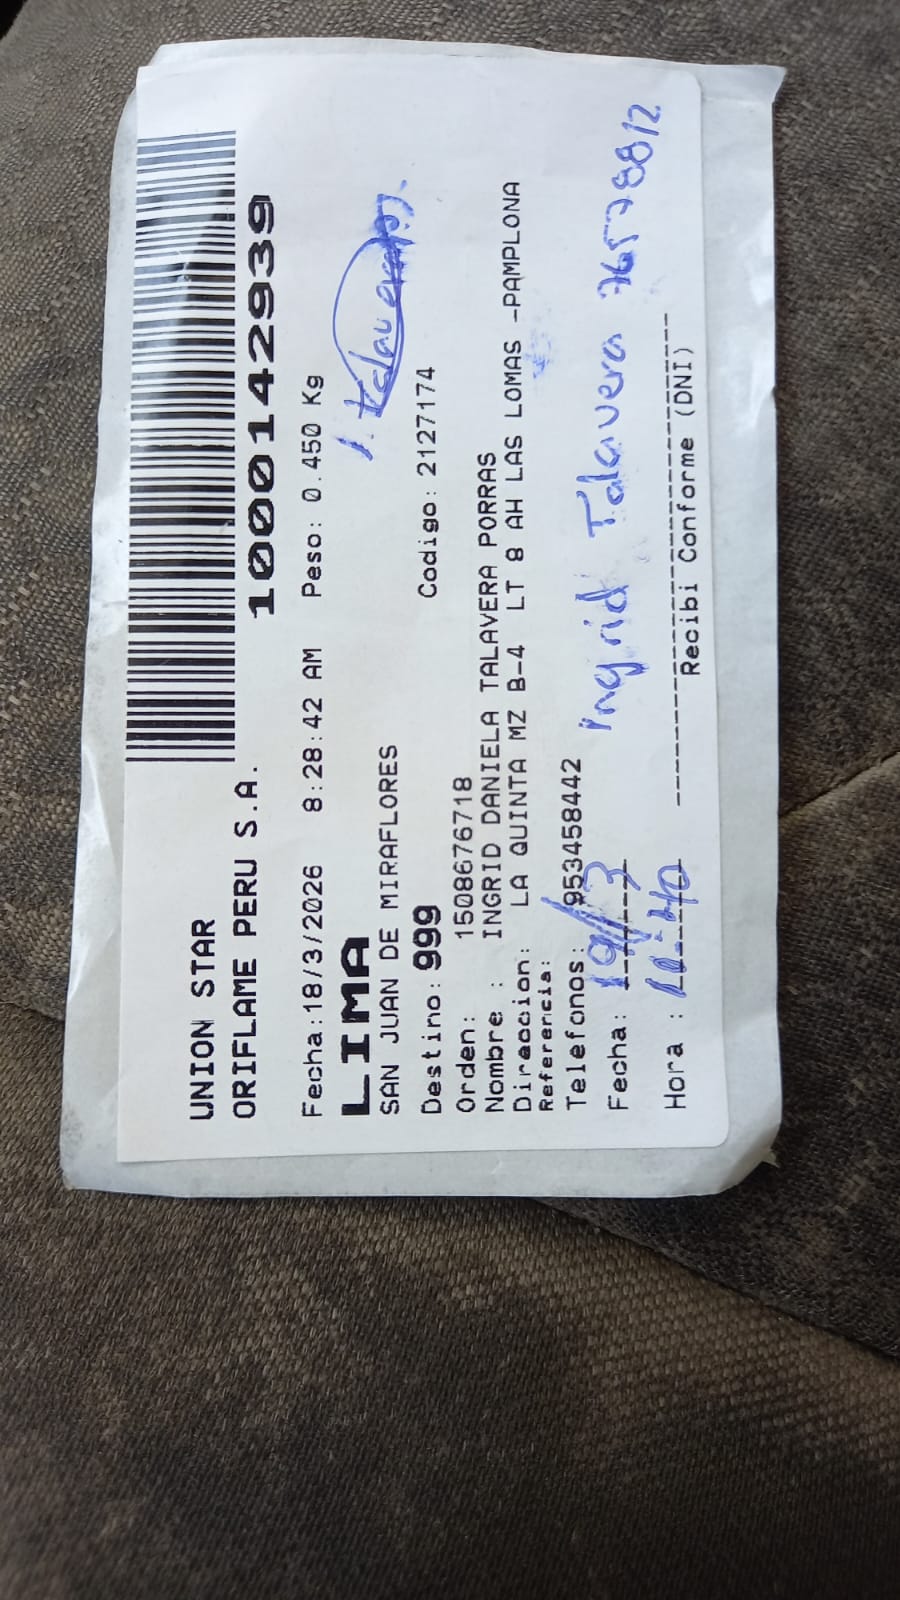 UNION STAR
ORIFLAME PERU S.A.
1000142939
Fecha:18/3/2026 8:28:42 AM Peso: 0.450 Kg
LIMA
SAN JUAN DE MIRAFLORES
I. Talavera
Destino: 999 Codigo: 2127174
Orden: 1508676718
Nombre : INGRID DANIELA TALAVERA PORRAS
Direccion: LA QUINTA MZ B-4 LT 8 AH LAS LOMAS -PAMPLONA
Referencia:
Telefonos: 953458442
Fecha: 19/3 Ingrid Talavera 76578812
Hora : 11:40
Recibi Conforme (DNI)